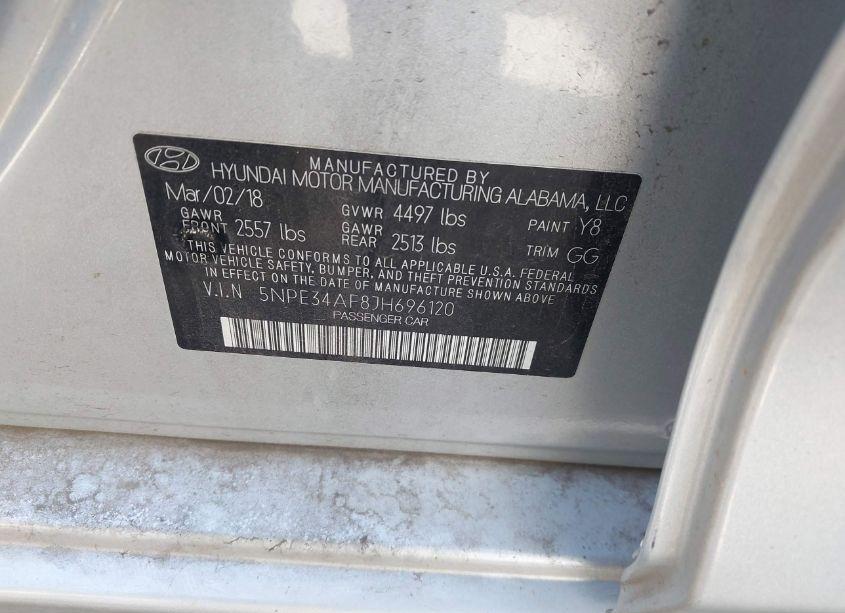 MANUFACTURED BY
HYUNDAI MOTOR MANUFACTURING ALABAMA, LLC
Mar/02/18 GVWR 4497 lbs PAINT Y8
GAWR FRONT 2557 lbs GAWR REAR 2513 lbs TRIM GG
THIS VEHICLE CONFORMS TO ALL APPLICABLE U.S.A. FEDERAL
MOTOR VEHICLE SAFETY, BUMPER, AND THEFT PREVENTION STANDARDS
IN EFFECT ON THE DATE OF MANUFACTURE SHOWN ABOVE
V.I.N 5NPE34AF8JH696120
PASSENGER CAR